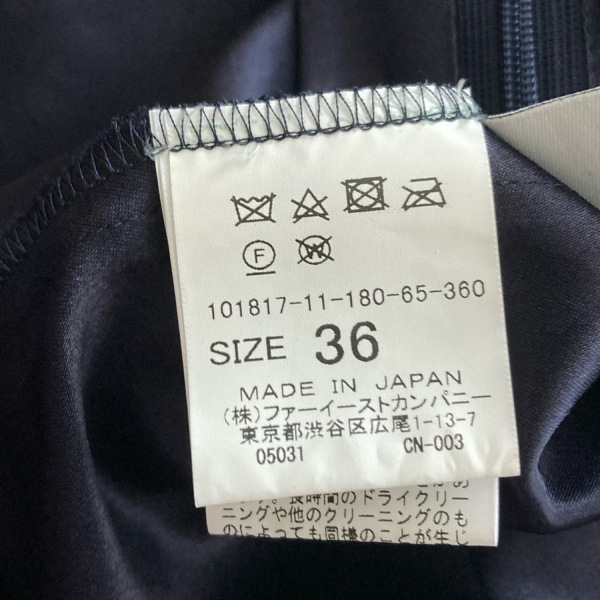 F
W
101817-11-180-65-360
SIZE 36
MADE IN JAPAN
(株)ファーイーストカンパニー
東京都渋谷区広尾1-13-7
05031 CN-003
す。長時間のドライクリー
ニングや他のクリーニングのも
のによっても同様のことが生じ